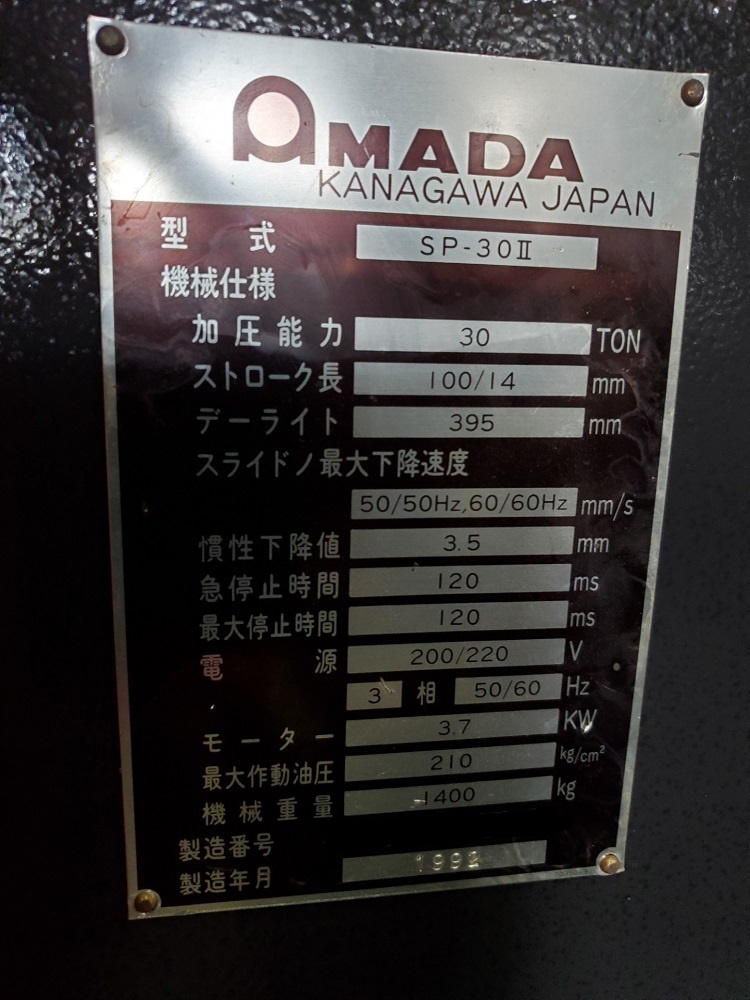 AMADA
KANAGAWA JAPAN
型 式 SP-30Ⅱ
機械仕様
加圧能力 30 TON
ストローク長 100/14 mm
デーライト 395 mm
スライドノ最大下降速度
50/50Hz,60/60Hz mm/s
慣性下降値 3.5 mm
急停止時間 120 ms
最大停止時間 120 ms
電 源 200/220 V
3 相 50/60 Hz
モーター 3.7 KW
最大作動油圧 210 kg/cm²
機械重量 1400 kg
製造番号
製造年月 1992